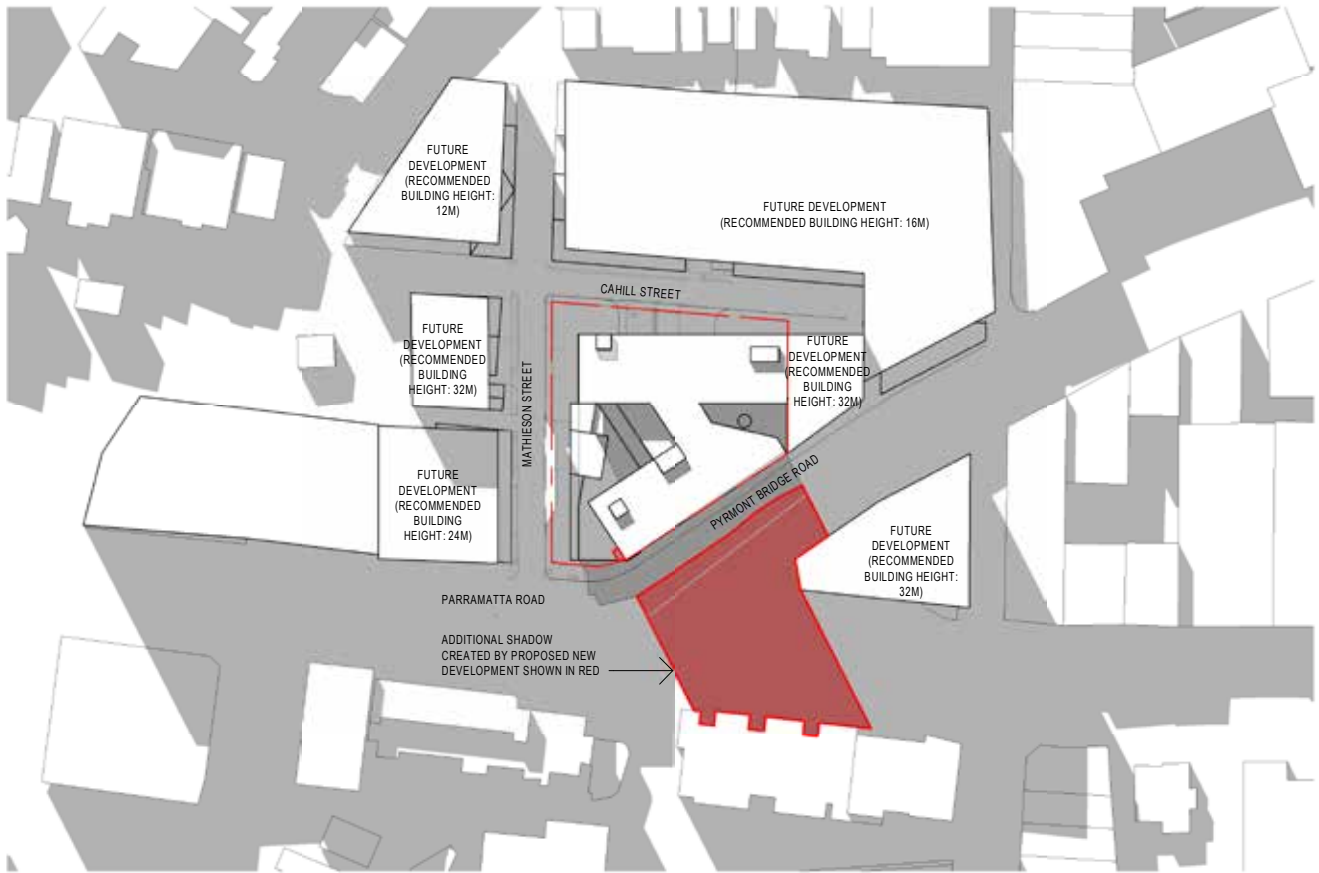 FUTURE
DEVELOPMENT
(RECOMMENDED
BUILDING HEIGHT:
12M)
FUTURE DEVELOPMENT
(RECOMMENDED BUILDING HEIGHT: 16M)
CAHILL STREET
FUTURE
DEVELOPMENT
(RECOMMENDED
BUILDING
HEIGHT: 32M)
FUTURE
DEVELOPMENT
(RECOMMENDED
BUILDING
HEIGHT: 32M)
MATHIESON STREET
FUTURE
DEVELOPMENT
(RECOMMENDED
BUILDING
HEIGHT: 24M)
PYRMONT BRIDGE ROAD
FUTURE
DEVELOPMENT
(RECOMMENDED
BUILDING HEIGHT:
32M)
PARRAMATTA ROAD
ADDITIONAL SHADOW
CREATED BY PROPOSED NEW
DEVELOPMENT SHOWN IN RED